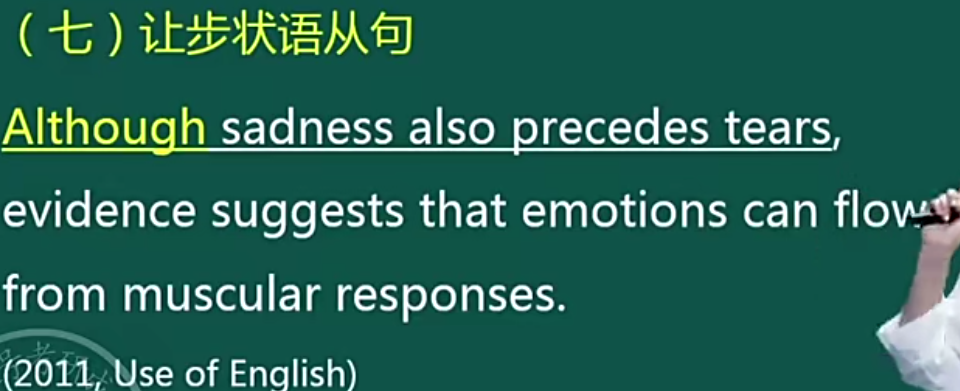 （七）让步状语从句
Although sadness also precedes tears,
evidence suggests that emotions can flow
from muscular responses.
(2011, Use of English)